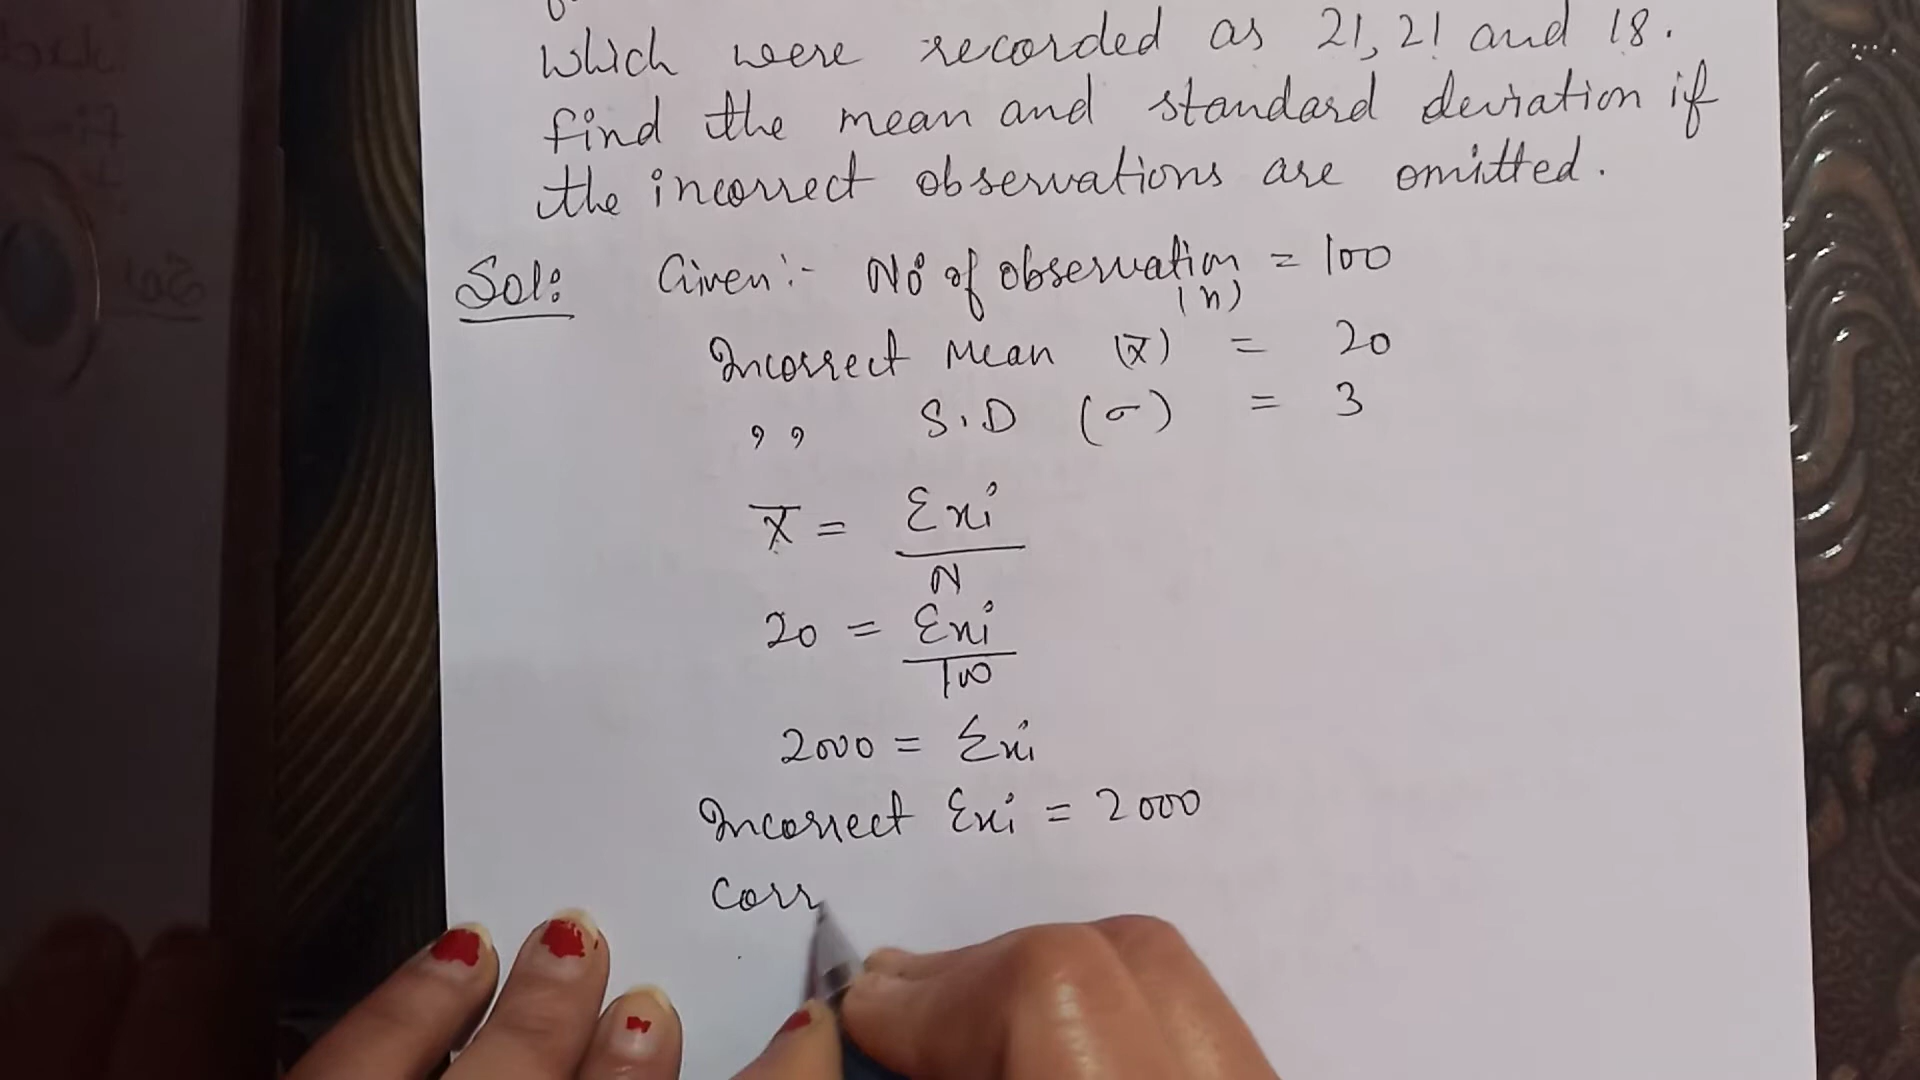 which were recorded as 21, 21 and 18.
find the mean and standard deviation if
the incorrect observations are omitted.
Sol: Given:- No of observation = 100
(n)
Incorrect Mean (x̅) = 20
,, S.D (σ) = 3
x̅ = Σxi
N
20 = Σxi
100
2000 = Σxi
Incorrect Σxi = 2000
Corr